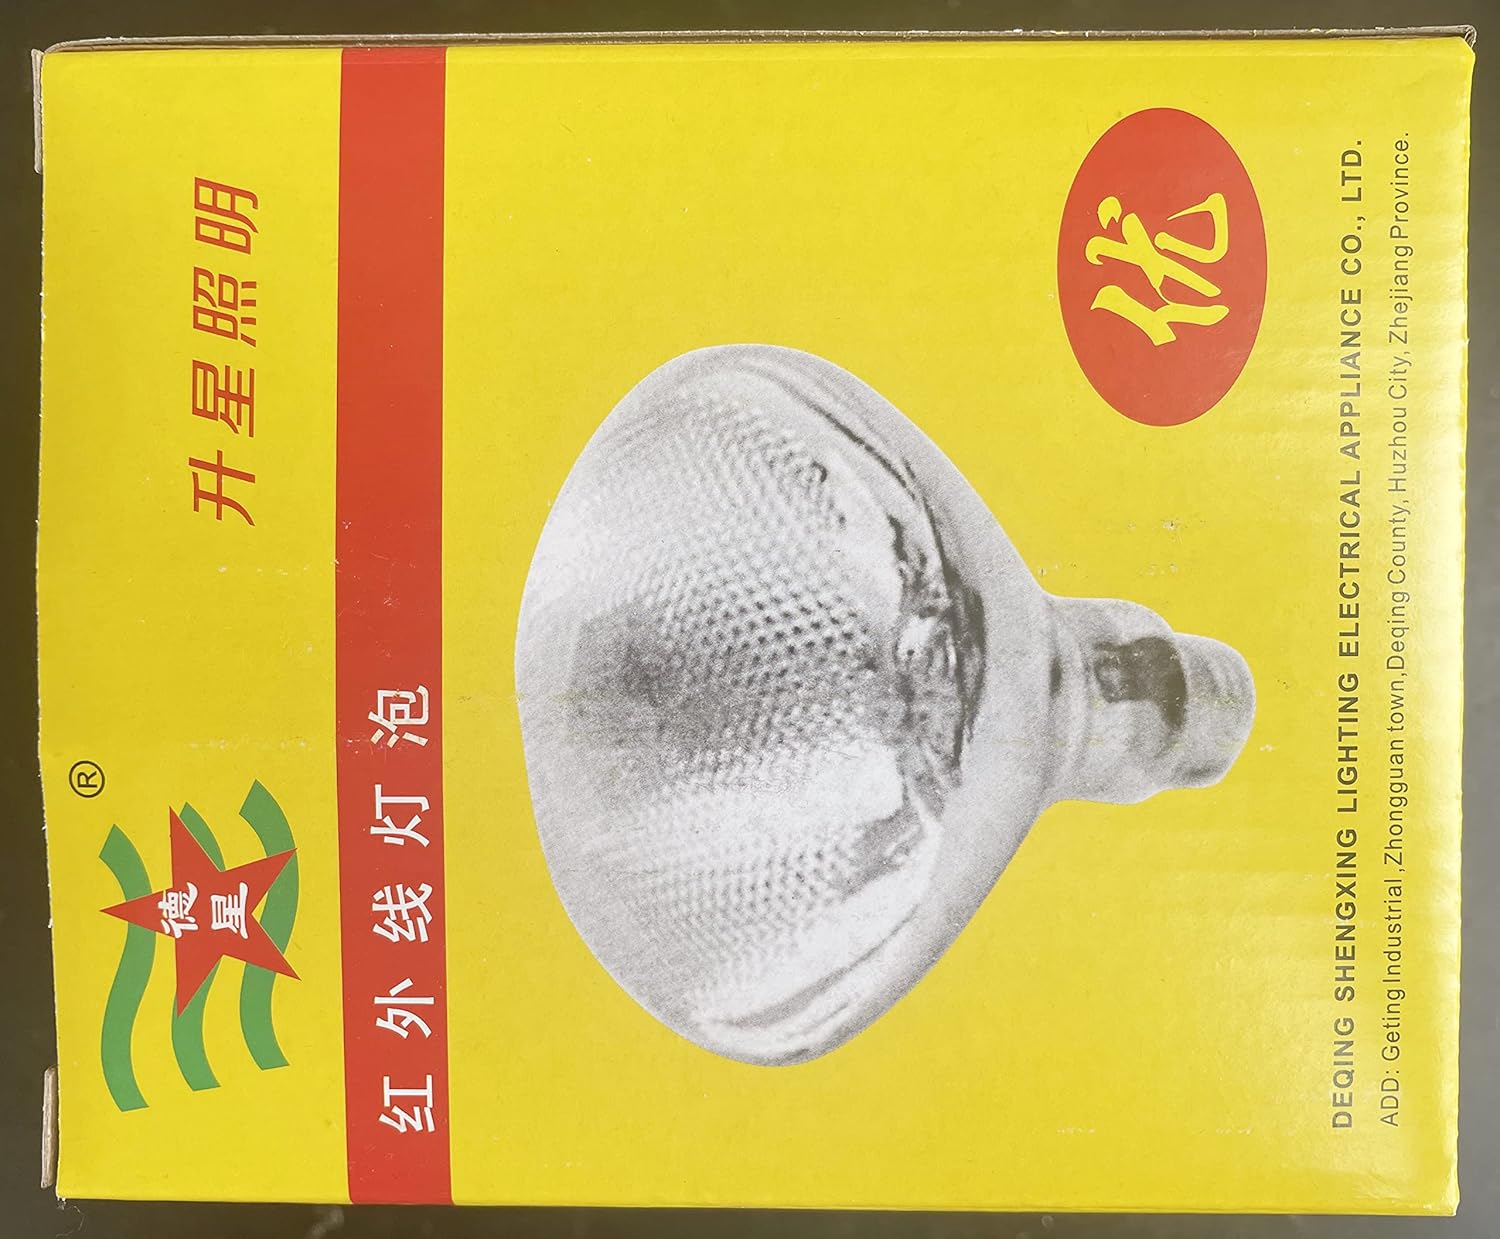 ®
德星
升星照明
红外线灯泡
优
DEQING SHENGXING LIGHTING ELECTRICAL APPLIANCE CO., LTD.
ADD: Geting Industrial ,Zhongguan town,Deqing County, Huzhou City, Zhejiang Province.